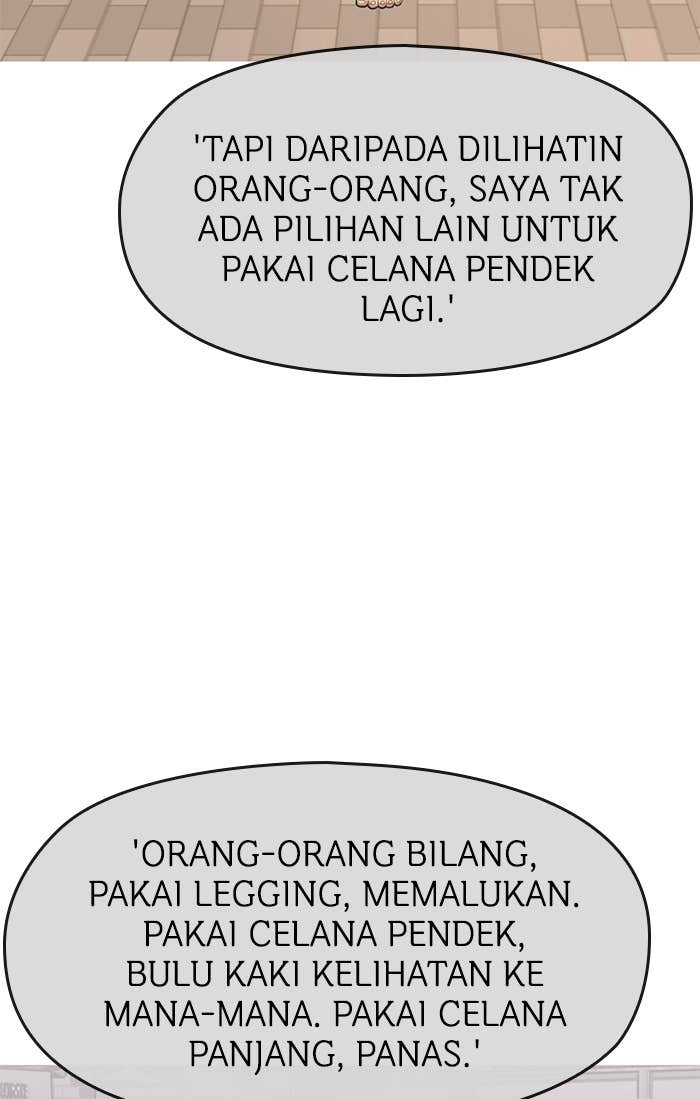 'TAPI DARIPADA DILIHATIN
ORANG-ORANG, SAYA TAK
ADA PILIHAN LAIN UNTUK
PAKAI CELANA PENDEK
LAGI.'
'ORANG-ORANG BILANG,
PAKAI LEGGING, MEMALUKAN.
PAKAI CELANA PENDEK,
BULU KAKI KELIHATAN KE
MANA-MANA. PAKAI CELANA
PANJANG, PANAS.'